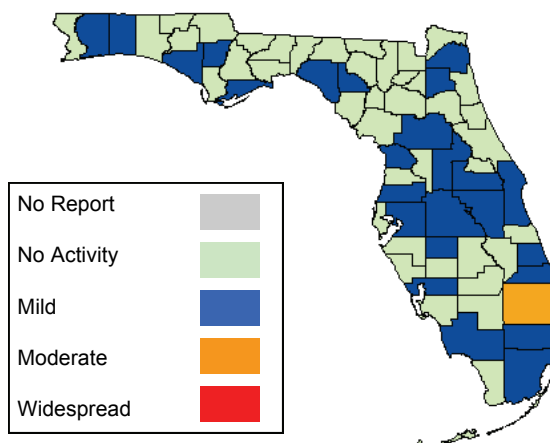 No Report
No Activity
Mild
Moderate
Widespread